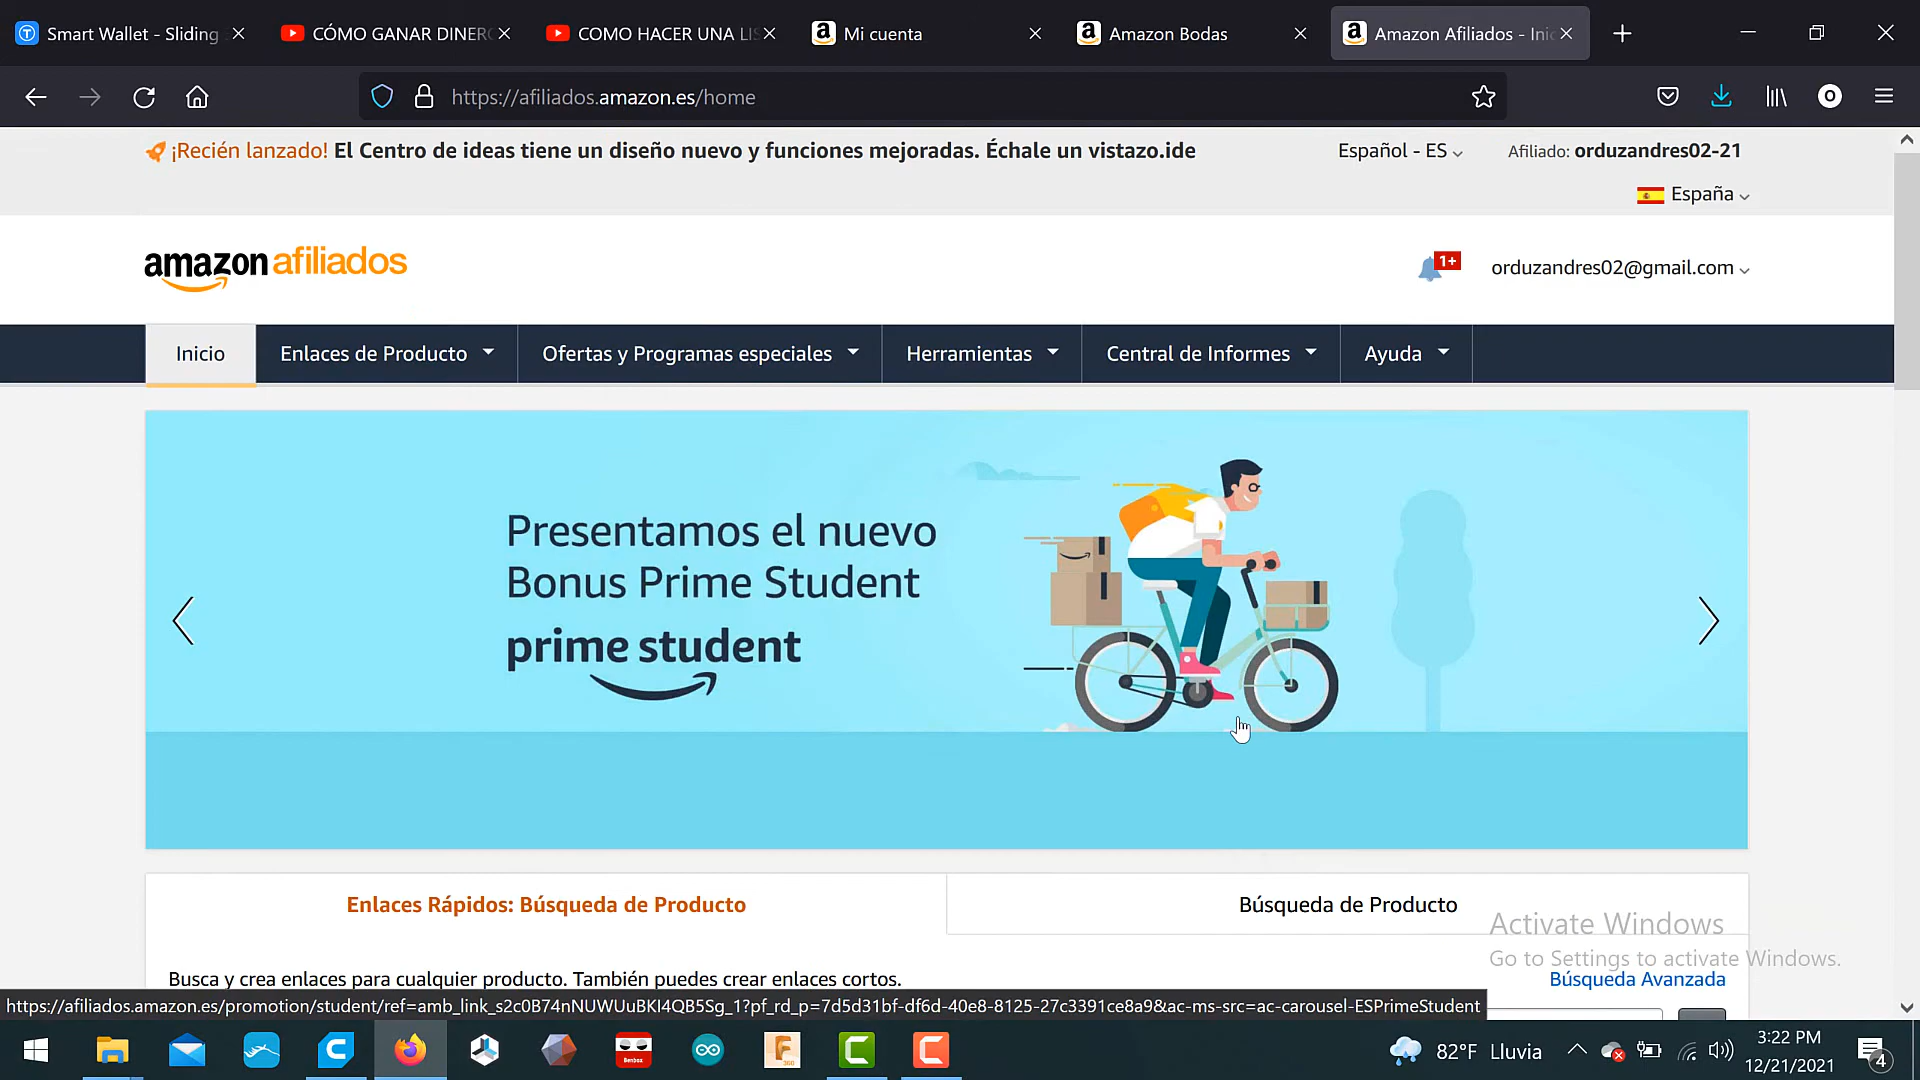 Smart Wallet - Sliding
CÓMO GANAR DINERO
COMO HACER UNA LIS
Mi cuenta
Amazon Bodas
Amazon Afiliados - Inic
https://afiliados.amazon.es/home
¡Recién lanzado! El Centro de ideas tiene un diseño nuevo y funciones mejoradas. Échale un vistazo.ide
Español - ES
Afiliado: orduzandres02-21
España
amazon afiliados
1+
orduzandres02@gmail.com
Inicio
Enlaces de Producto
Ofertas y Programas especiales
Herramientas
Central de Informes
Ayuda
Presentamos el nuevo
Bonus Prime Student
prime student
Enlaces Rápidos: Búsqueda de Producto
Búsqueda de Producto
Activate Windows
Go to Settings to activate Windows.
Busca y crea enlaces para cualquier producto. También puedes crear enlaces cortos.
Búsqueda Avanzada
https://afiliados.amazon.es/promotion/student/ref=amb_link_s2c0B74nNUWUuBKI4QB5Sg_1?pf_rd_p=7d5d31bf-df6d-40e8-8125-27c3391ce8a9&ac-ms-src=ac-carousel-ESPrimeStudent
82°F Lluvia
3:22 PM
12/21/2021
4